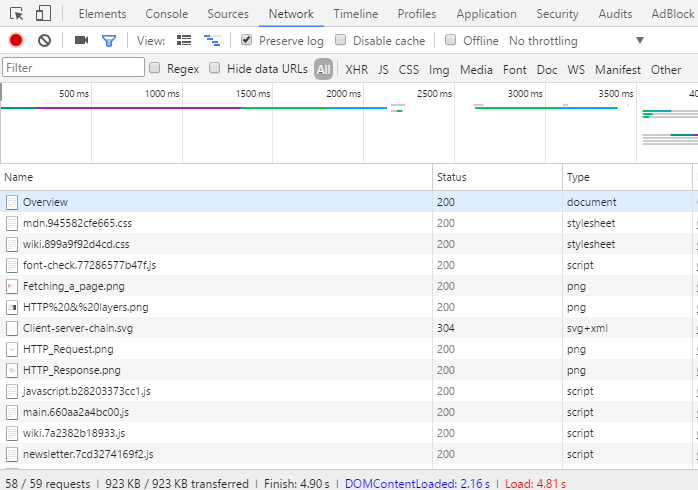 Elements Console Sources Network Timeline Profiles Application Security Audits AdBlock
View: Preserve log Disable cache Offline No throttling
Filter Regex Hide data URLs All XHR JS CSS Img Media Font Doc WS Manifest Other
500 ms 1000 ms 1500 ms 2000 ms 2500 ms 3000 ms 3500 ms 40
Name Status Type
Overview 200 document
mdn.945582cfe665.css 200 stylesheet
wiki.899a9f92d4cd.css 200 stylesheet
font-check.77286577b47f.js 200 script
Fetching_a_page.png 200 png
HTTP%20&%20layers.png 200 png
Client-server-chain.svg 304 svg+xml
HTTP_Request.png 200 png
HTTP_Response.png 200 png
javascript.b28203373cc1.js 200 script
main.660aa2a4bc00.js 200 script
wiki.7a2382b18933.js 200 script
newsletter.7cd3274169f2.js 200 script
58 / 59 requests | 923 KB / 923 KB transferred | Finish: 4.90 s | DOMContentLoaded: 2.16 s | Load: 4.81 s